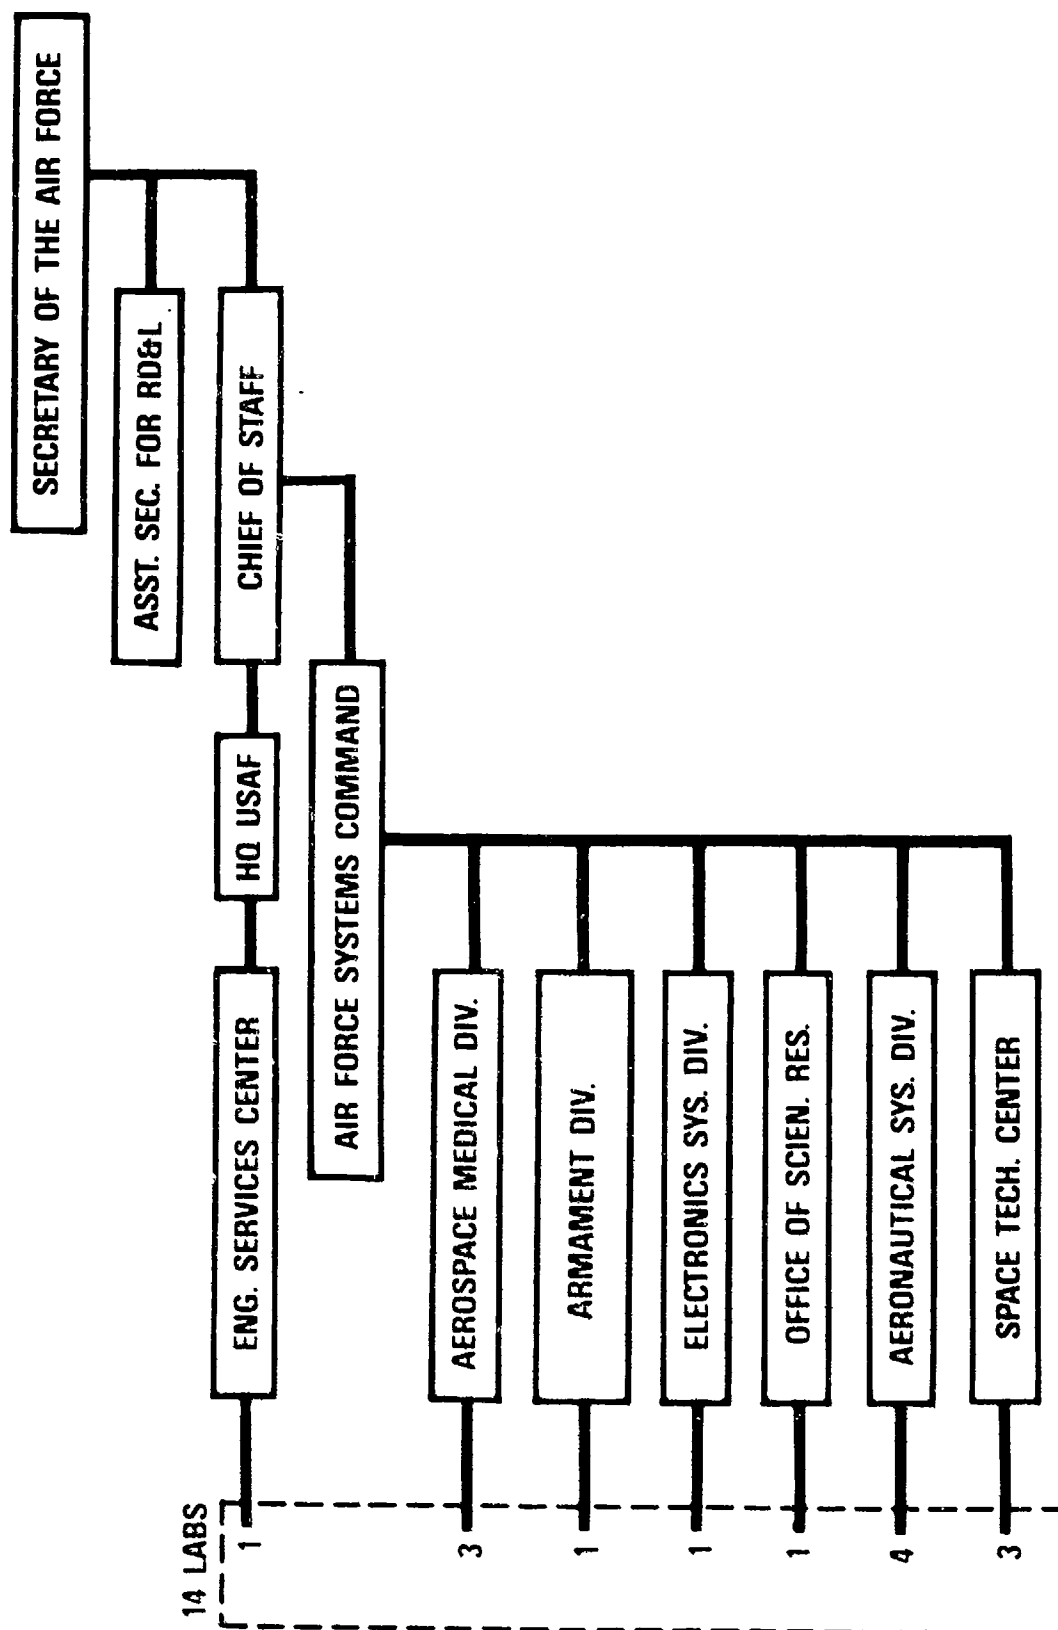 SECRETARY OF THE AIR FORCE
ASST. SEC. FOR RD&L
CHIEF OF STAFF
HQ USAF
ENG. SERVICES CENTER
14 LABS
1
AIR FORCE SYSTEMS COMMAND
AEROSPACE MEDICAL DIV.
3
ARMAMENT DIV.
1
ELECTRONICS SYS. DIV.
1
OFFICE OF SCIEN. RES.
1
AERONAUTICAL SYS. DIV.
4
SPACE TECH. CENTER
3